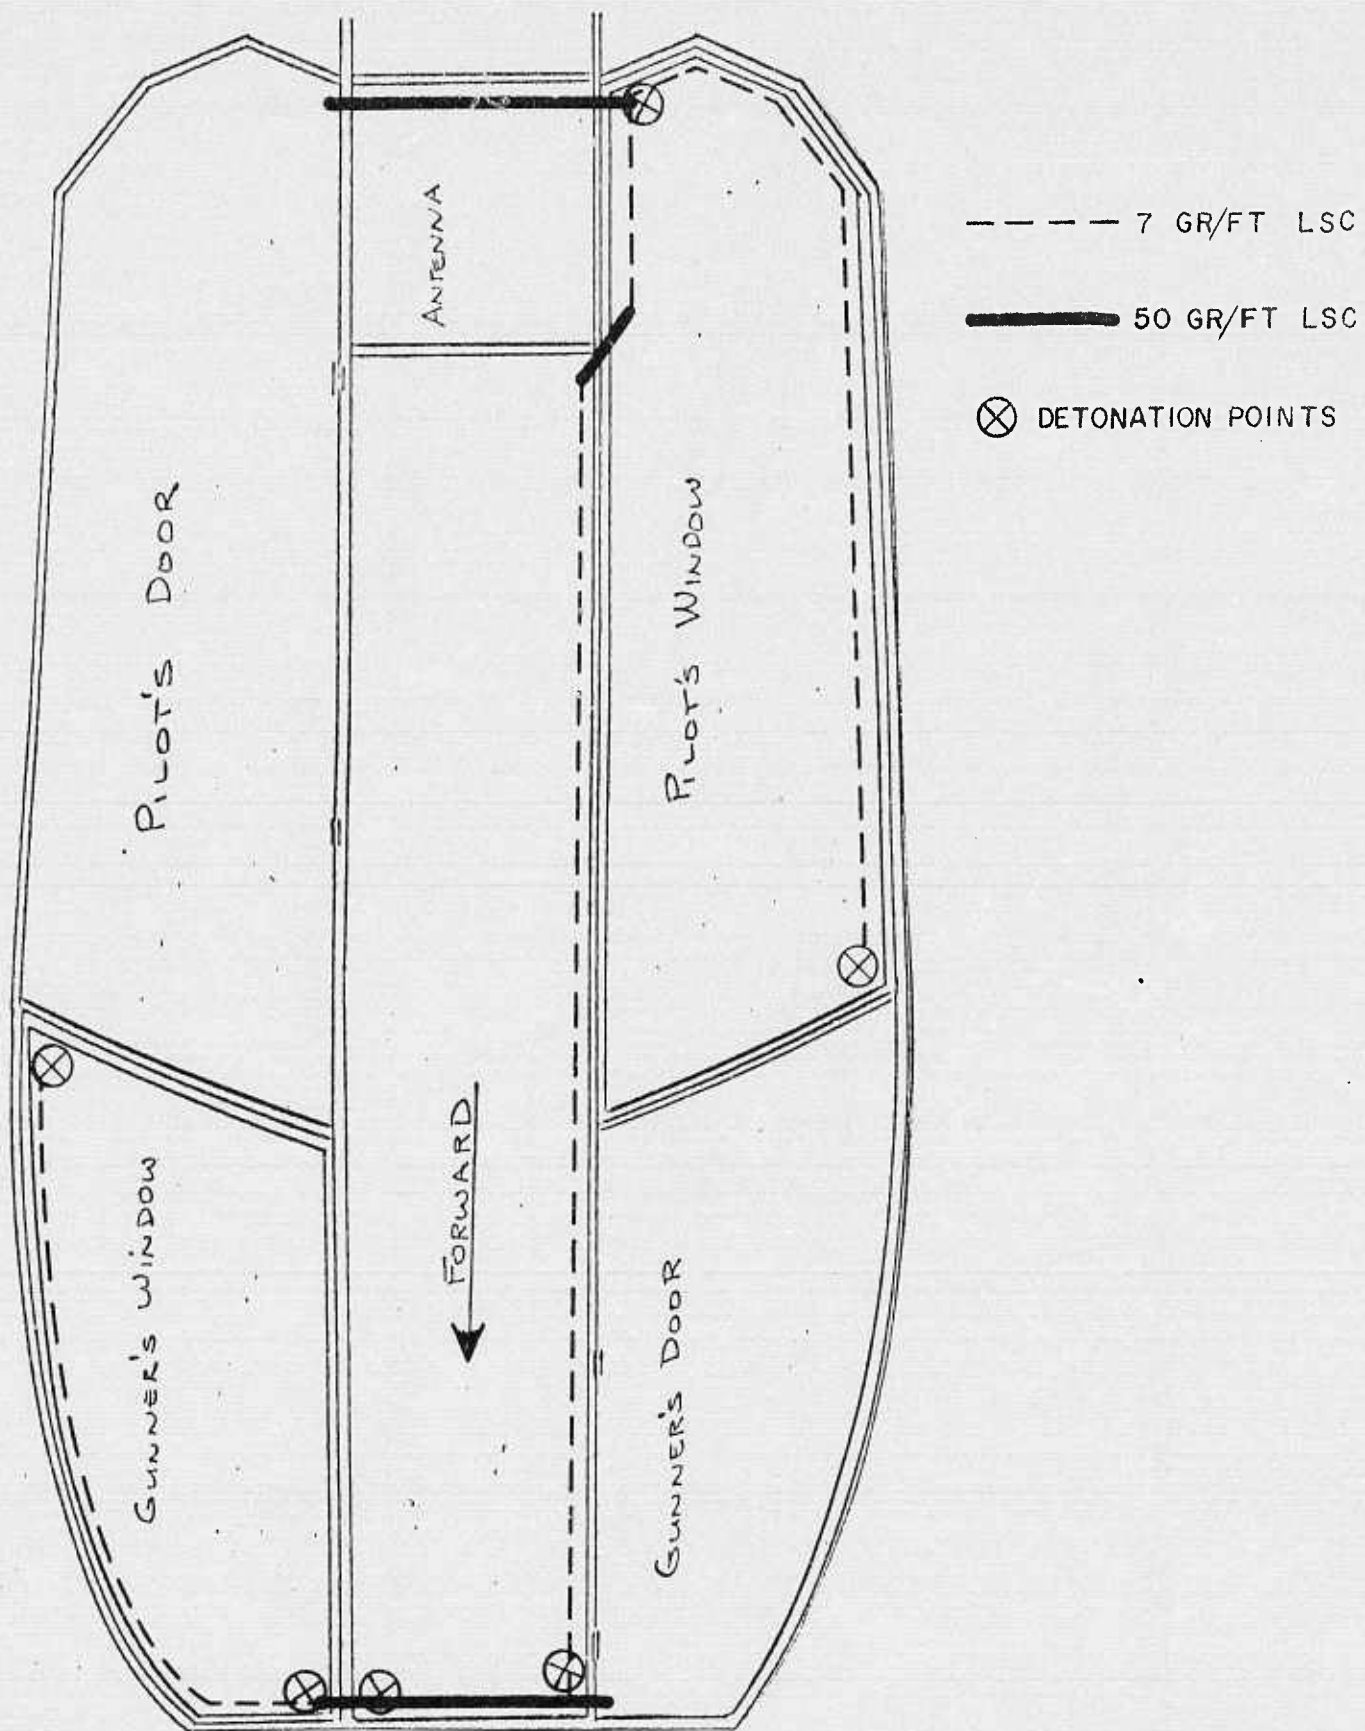 ANTENNA
PILOT'S DOOR
PILOT'S WINDOW
FORWARD
GUNNER'S WINDOW
GUNNER'S DOOR
7 GR/FT LSC
50 GR/FT LSC
DETONATION POINTS